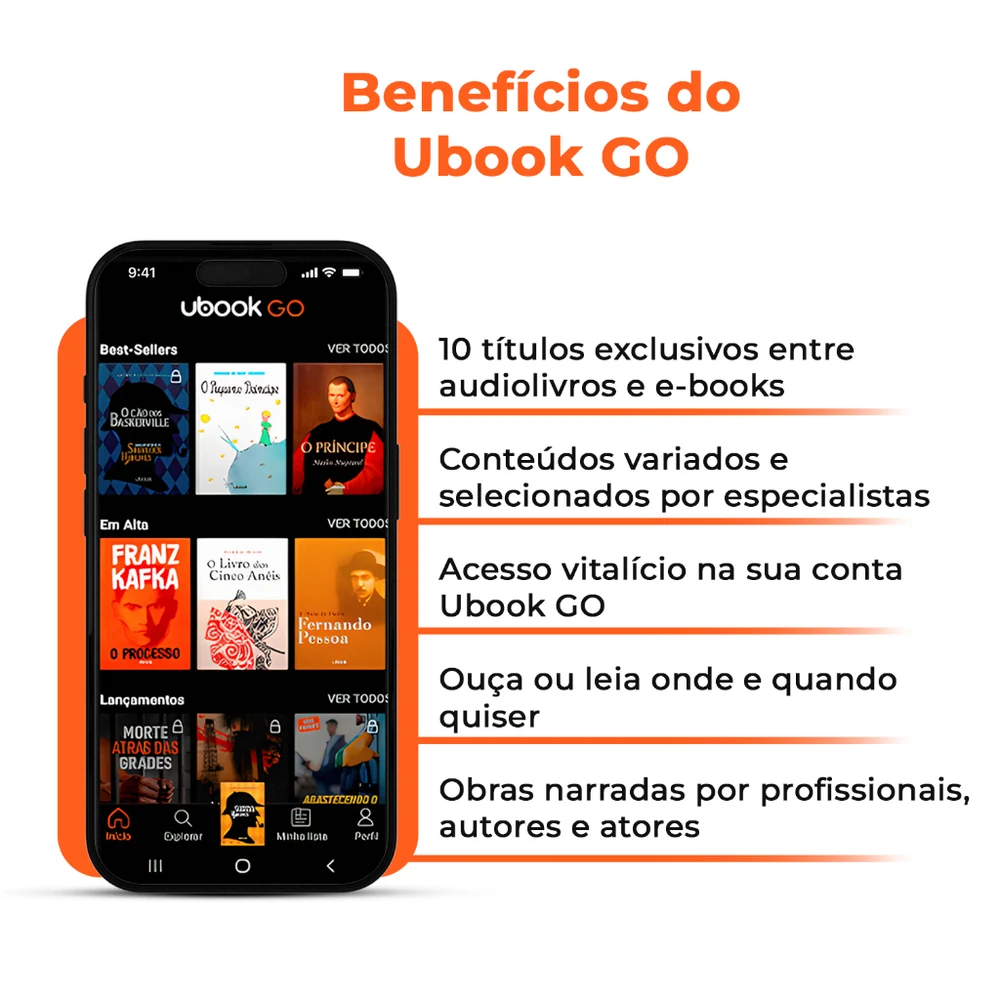 Benefícios do
Ubook GO
9:41
ubook GO
Best-Sellers VER TODOS
O CÃO DOS
BASKERVILLE
O Pequeno Príncipe
O PRÍNCIPE
Em Alta VER TODOS
FRANZ
KAFKA
O PROCESSO
O Livro dos
Cinco Anéis
Fernando
Pessoa
Lançamentos VER TODOS
MORTE
ATRÁS DAS
GRADES
ABASTECENDO O
Início
Explorar
Minha lista
Perfil
10 títulos exclusivos entre
audiolivros e e-books
Conteúdos variados e
selecionados por especialistas
Acesso vitalício na sua conta
Ubook GO
Ouça ou leia onde e quando
quiser
Obras narradas por profissionais,
autores e atores